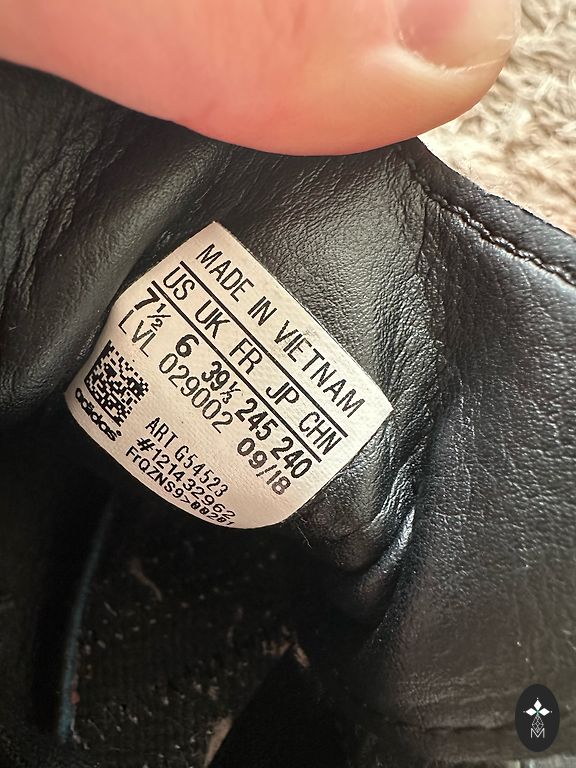 MADE IN VIETNAM
US UK FR JP CHN
7½ 6 39⅓ 245 240
LVL 029002 09/18
adidas
ART G54523
#121432962